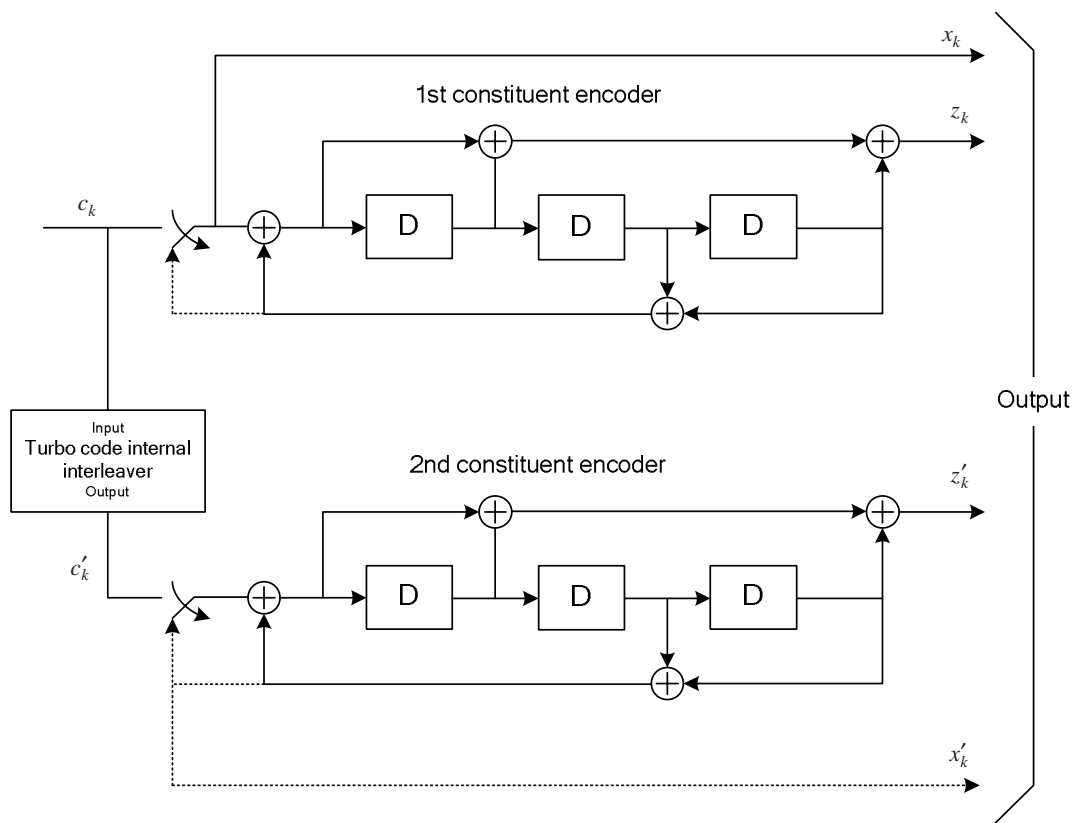 x_k
1st constituent encoder
z_k
c_k
D
D
D
Output
Input
Turbo code internal
interleaver
Output
2nd constituent encoder
z′_k
c′_k
D
D
D
x′_k